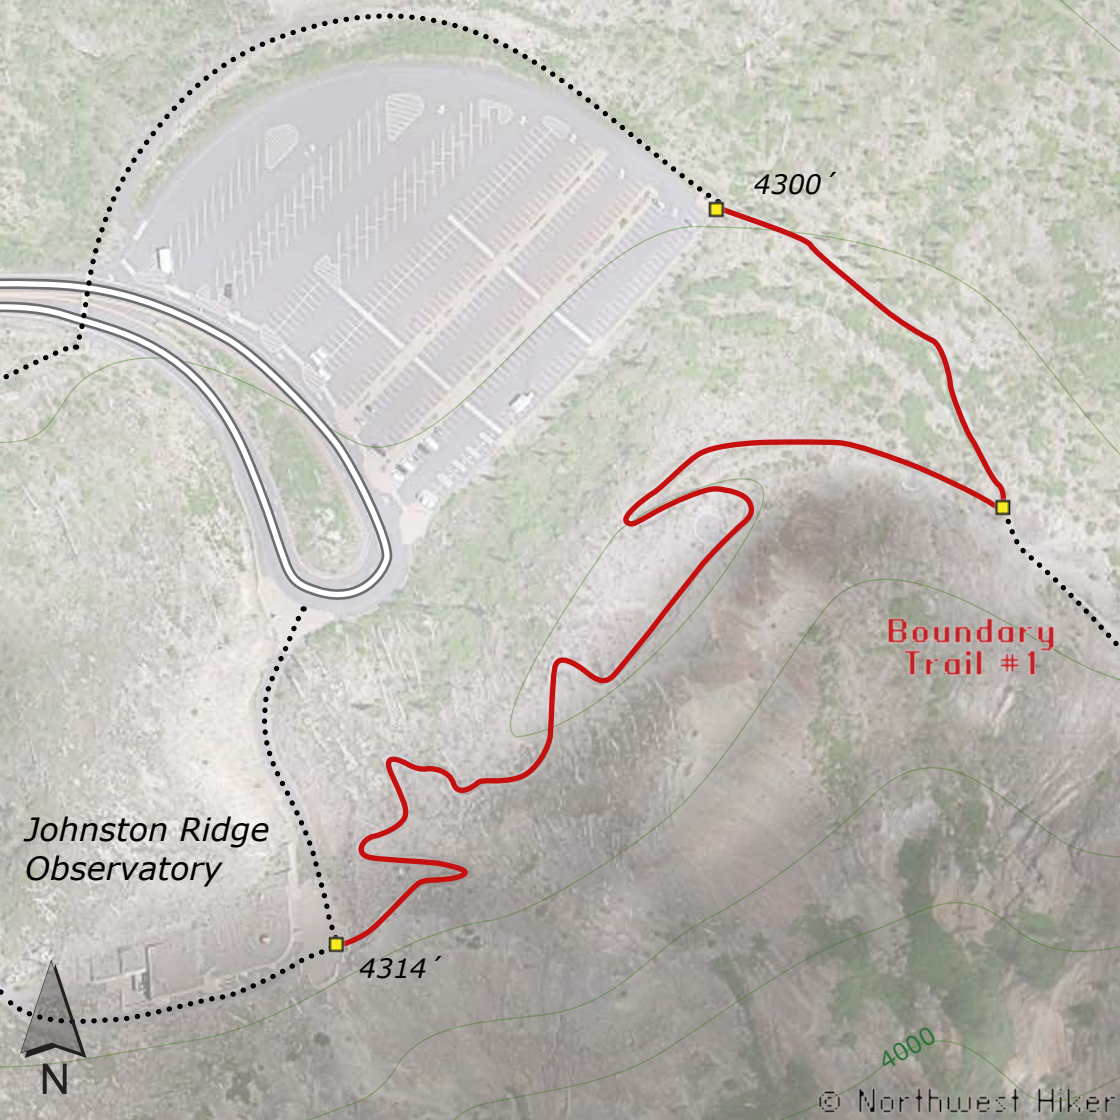 4300´
Boundary
Trail #1
Johnston Ridge
Observatory
4314´
4000
N
© Northwest Hiker